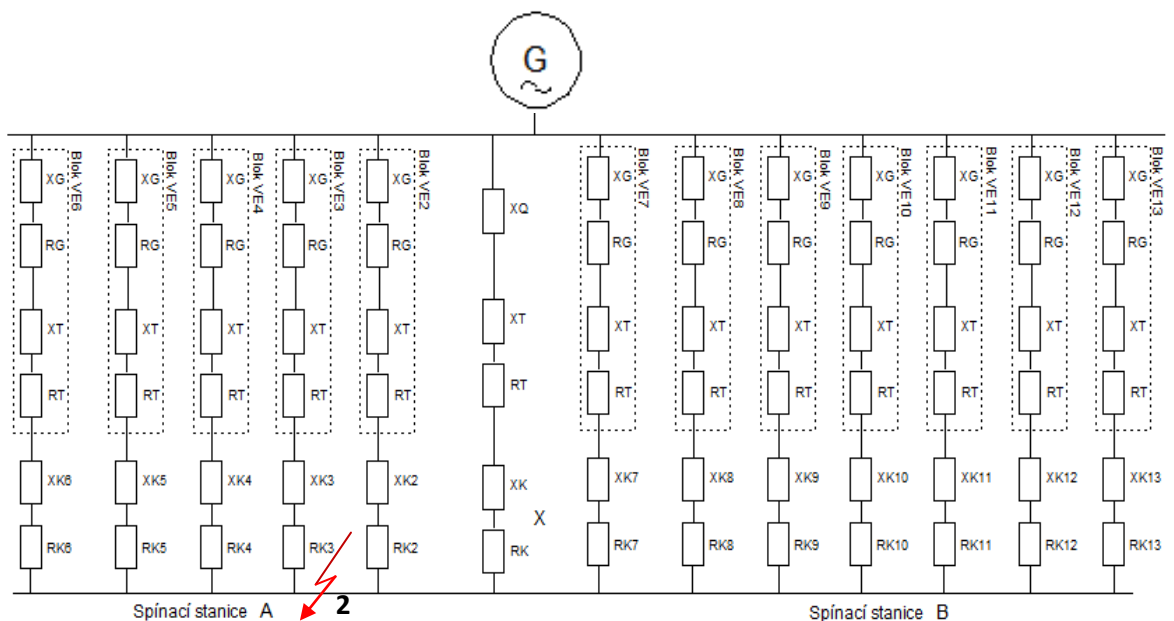 G
Blok VE6
Blok VE5
Blok VE4
Blok VE3
Blok VE2
Blok VE7
Blok VE8
Blok VE9
Blok VE10
Blok VE11
Blok VE12
Blok VE13
XG XG XG XG XG XQ XG XG XG XG XG XG XG
RG RG RG RG RG RG RG RG RG RG RG RG
XT XT XT XT XT XT XT XT XT XT XT XT XT
RT RT RT RT RT RT RT RT RT RT RT RT RT
XK6 XK5 XK4 XK3 XK2 XK XK7 XK8 XK9 XK10 XK11 XK12 XK13
X
RK6 RK5 RK4 RK3 RK2 RK RK7 RK8 RK9 RK10 RK11 RK12 RK13
2
Spínací stanice A
Spínací stanice B